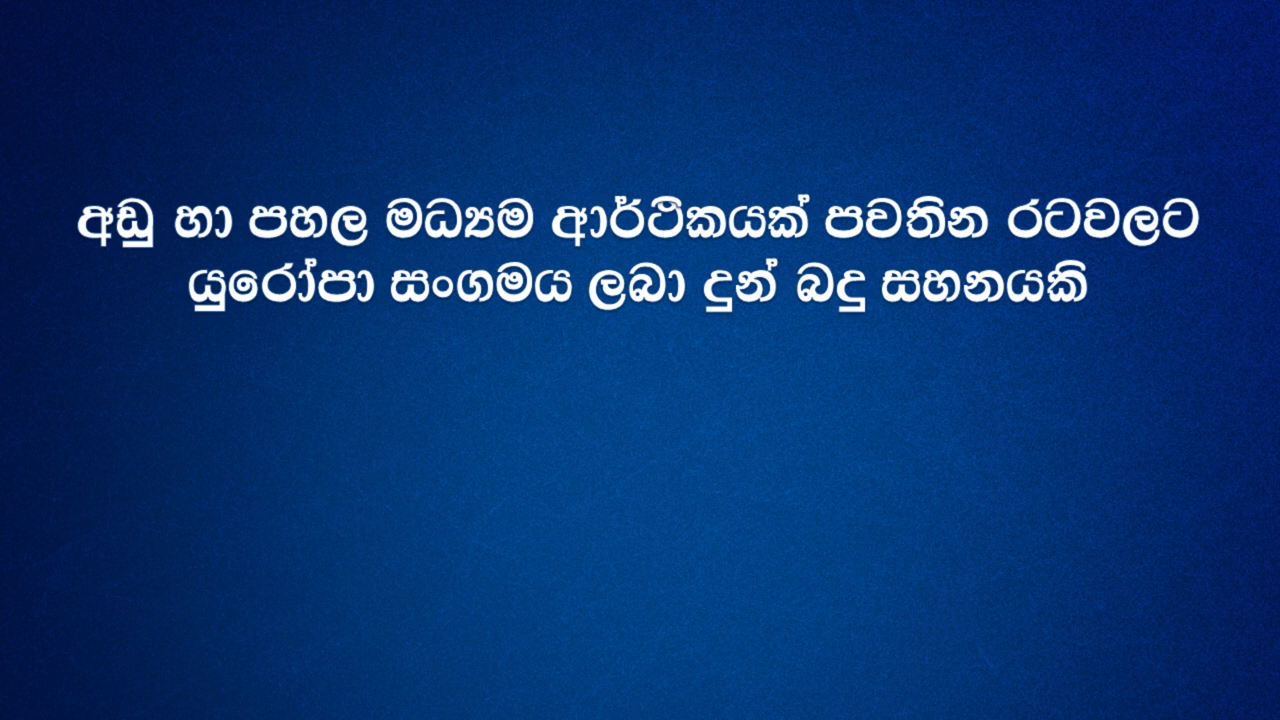 අඩු හා පහල මධ්‍යම ආර්ථිකයක් පවතින රටවලට
යුරෝපා සංගමය ලබා දුන් බදු සහනයකි